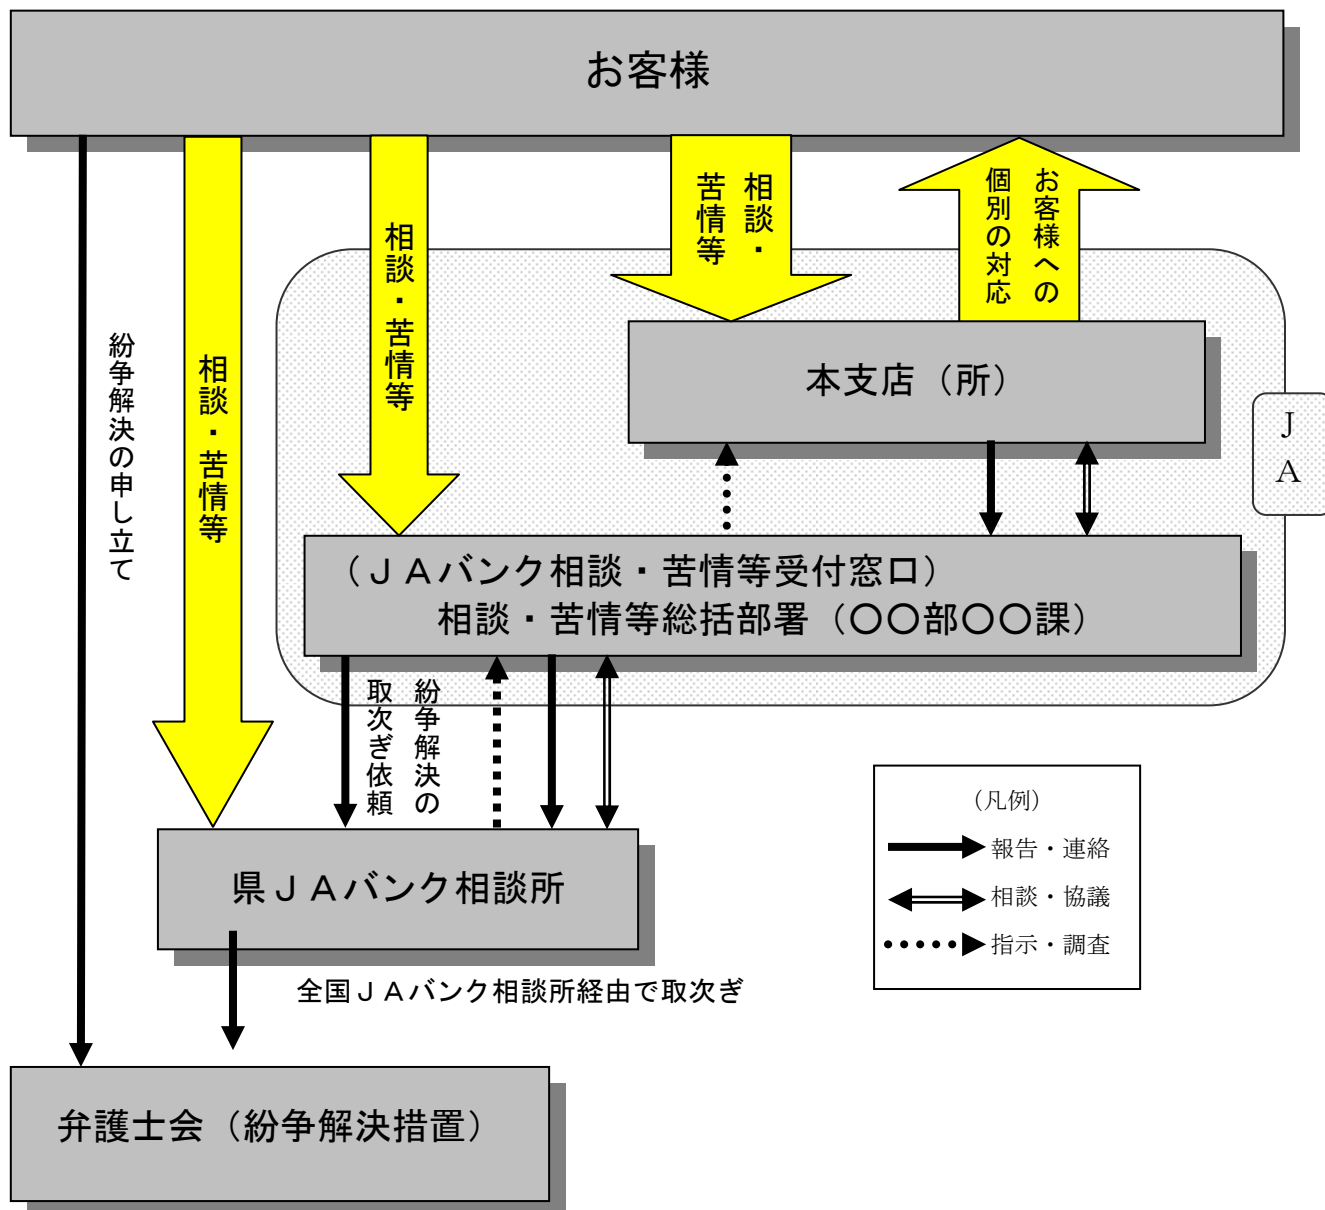 お客様
紛争解決の申し立て
相談・苦情等
相談・苦情等
相談・
苦情等
お客様への
個別の対応
本支店（所）
ＪＡ
（ＪＡバンク相談・苦情等受付窓口）
相談・苦情等総括部署（〇〇部〇〇課）
紛争解決の
取次ぎ依頼
県ＪＡバンク相談所
全国ＪＡバンク相談所経由で取次ぎ
弁護士会（紛争解決措置）
（凡例）
報告・連絡
相談・協議
指示・調査